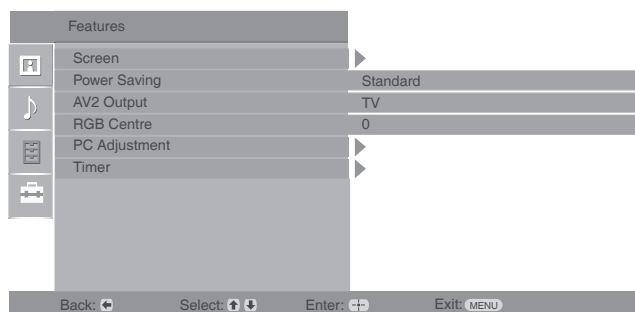 Features
Screen
Power Saving Standard
AV2 Output TV
RGB Centre 0
PC Adjustment
Timer
Back: Select: Enter: Exit: MENU